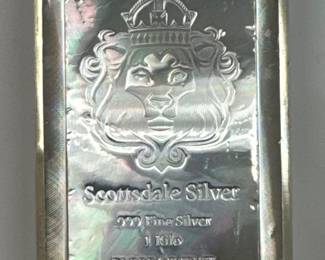 Scottsdale Silver
999 Fine Silver
1 Kilo